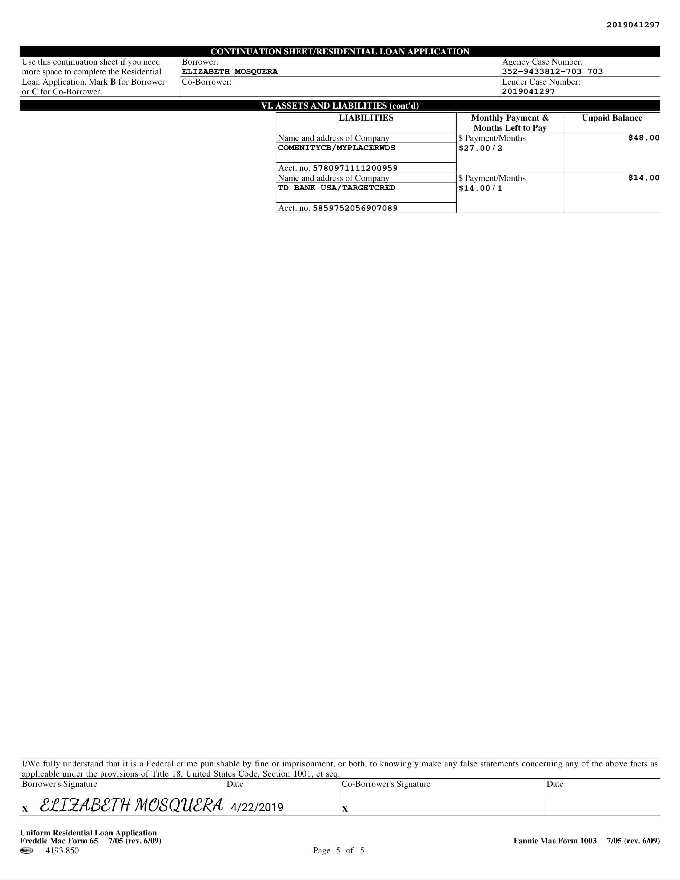 2019041297
CONTINUATION SHEET/RESIDENTIAL LOAN APPLICATION
Use this continuation sheet if you need more space to complete the Residential Loan Application. Mark B for Borrower or C for Co-Borrower.
Borrower:
ELIZABETH MOSQUERA
Co-Borrower:
Agency Case Number:
352-9433812-703 703
Lender Case Number:
2019041297
VI. ASSETS AND LIABILITIES (cont'd)
LIABILITIES
Monthly Payment &
Months Left to Pay
Unpaid Balance
Name and address of Company
$ Payment/Months
$48.00
COMENITYCB/MYPLACERWDS
$27.00/2
Acct. no. 5780971111200959
Name and address of Company
$ Payment/Months
$14.00
TD BANK USA/TARGETCRED
$14.00/1
Acct. no. 5859752056907089
I/We fully understand that it is a Federal crime punishable by fine or imprisonment, or both, to knowingly make any false statements concerning any of the above facts as
applicable under the provisions of Title 18, United States Code, Section 1001, et seq.
Borrower's Signature Date Co-Borrower's Signature Date
X ELIZABETH MOSQUERA 4/22/2019 X
Uniform Residential Loan Application
Freddie Mac Form 65 7/05 (rev. 6/09)
Fannie Mae Form 1003 7/05 (rev. 6/09)
4193.850
Page 5 of 5